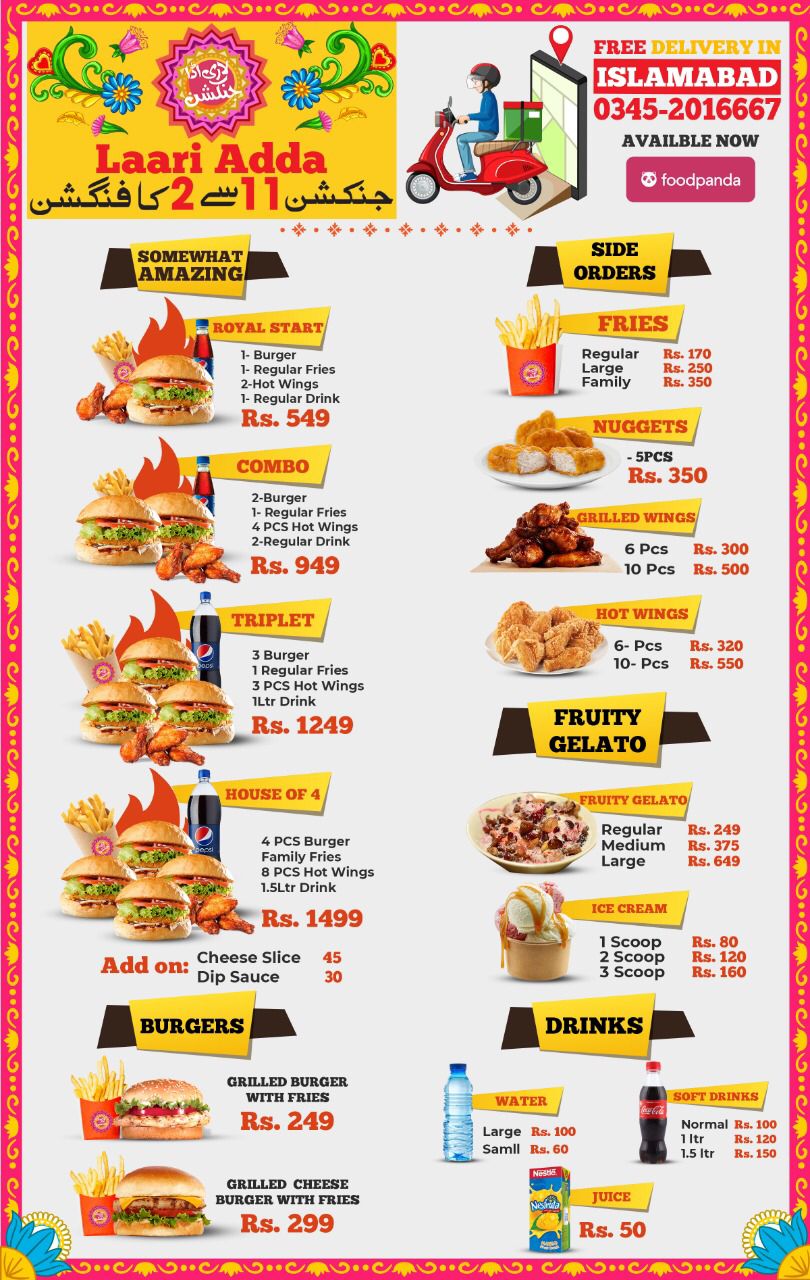 لاری اڈا
جنکشن
Laari Adda
جنکشن 11 سے 2 کا فنگشن
FREE DELIVERY IN
ISLAMABAD
0345-2016667
AVAILBLE NOW
foodpanda
SOMEWHAT
AMAZING
ROYAL START
1- Burger
1- Regular Fries
2-Hot Wings
1- Regular Drink
Rs. 549
COMBO
2-Burger
1- Regular Fries
4 PCS Hot Wings
2-Regular Drink
Rs. 949
TRIPLET
pepsi
3 Burger
1 Regular Fries
3 PCS Hot Wings
1Ltr Drink
Rs. 1249
HOUSE OF 4
pepsi
4 PCS Burger
Family Fries
8 PCS Hot Wings
1.5Ltr Drink
Rs. 1499
Add on: Cheese Slice 45
Dip Sauce 30
BURGERS
GRILLED BURGER
WITH FRIES
Rs. 249
GRILLED CHEESE
BURGER WITH FRIES
Rs. 299
SIDE
ORDERS
FRIES
Regular Rs. 170
Large Rs. 250
Family Rs. 350
NUGGETS
- 5PCS
Rs. 350
GRILLED WINGS
6 Pcs Rs. 300
10 Pcs Rs. 500
HOT WINGS
6- Pcs Rs. 320
10- Pcs Rs. 550
FRUITY
GELATO
FRUITY GELATO
Regular Rs. 249
Medium Rs. 375
Large Rs. 649
ICE CREAM
1 Scoop Rs. 80
2 Scoop Rs. 120
3 Scoop Rs. 160
DRINKS
WATER
Large Rs. 100
Samll Rs. 60
SOFT DRINKS
Coca-Cola
Normal Rs. 100
1 ltr Rs. 120
1.5 ltr Rs. 150
JUICE
Nestle
Nesfruta
Rs. 50